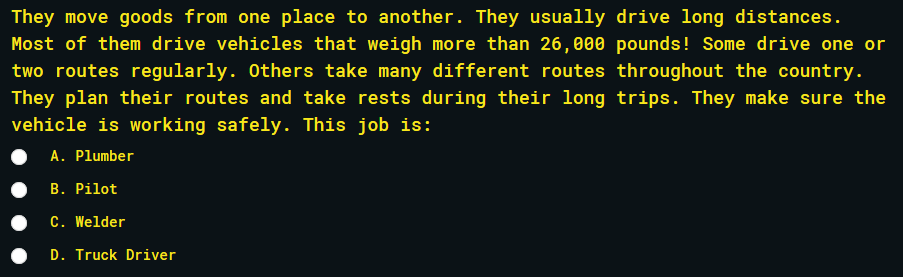 They move goods from one place to another. They usually drive long distances.
Most of them drive vehicles that weigh more than 26,000 pounds! Some drive one or
two routes regularly. Others take many different routes throughout the country.
They plan their routes and take rests during their long trips. They make sure the
vehicle is working safely. This job is:
A. Plumber
B. Pilot
C. Welder
D. Truck Driver